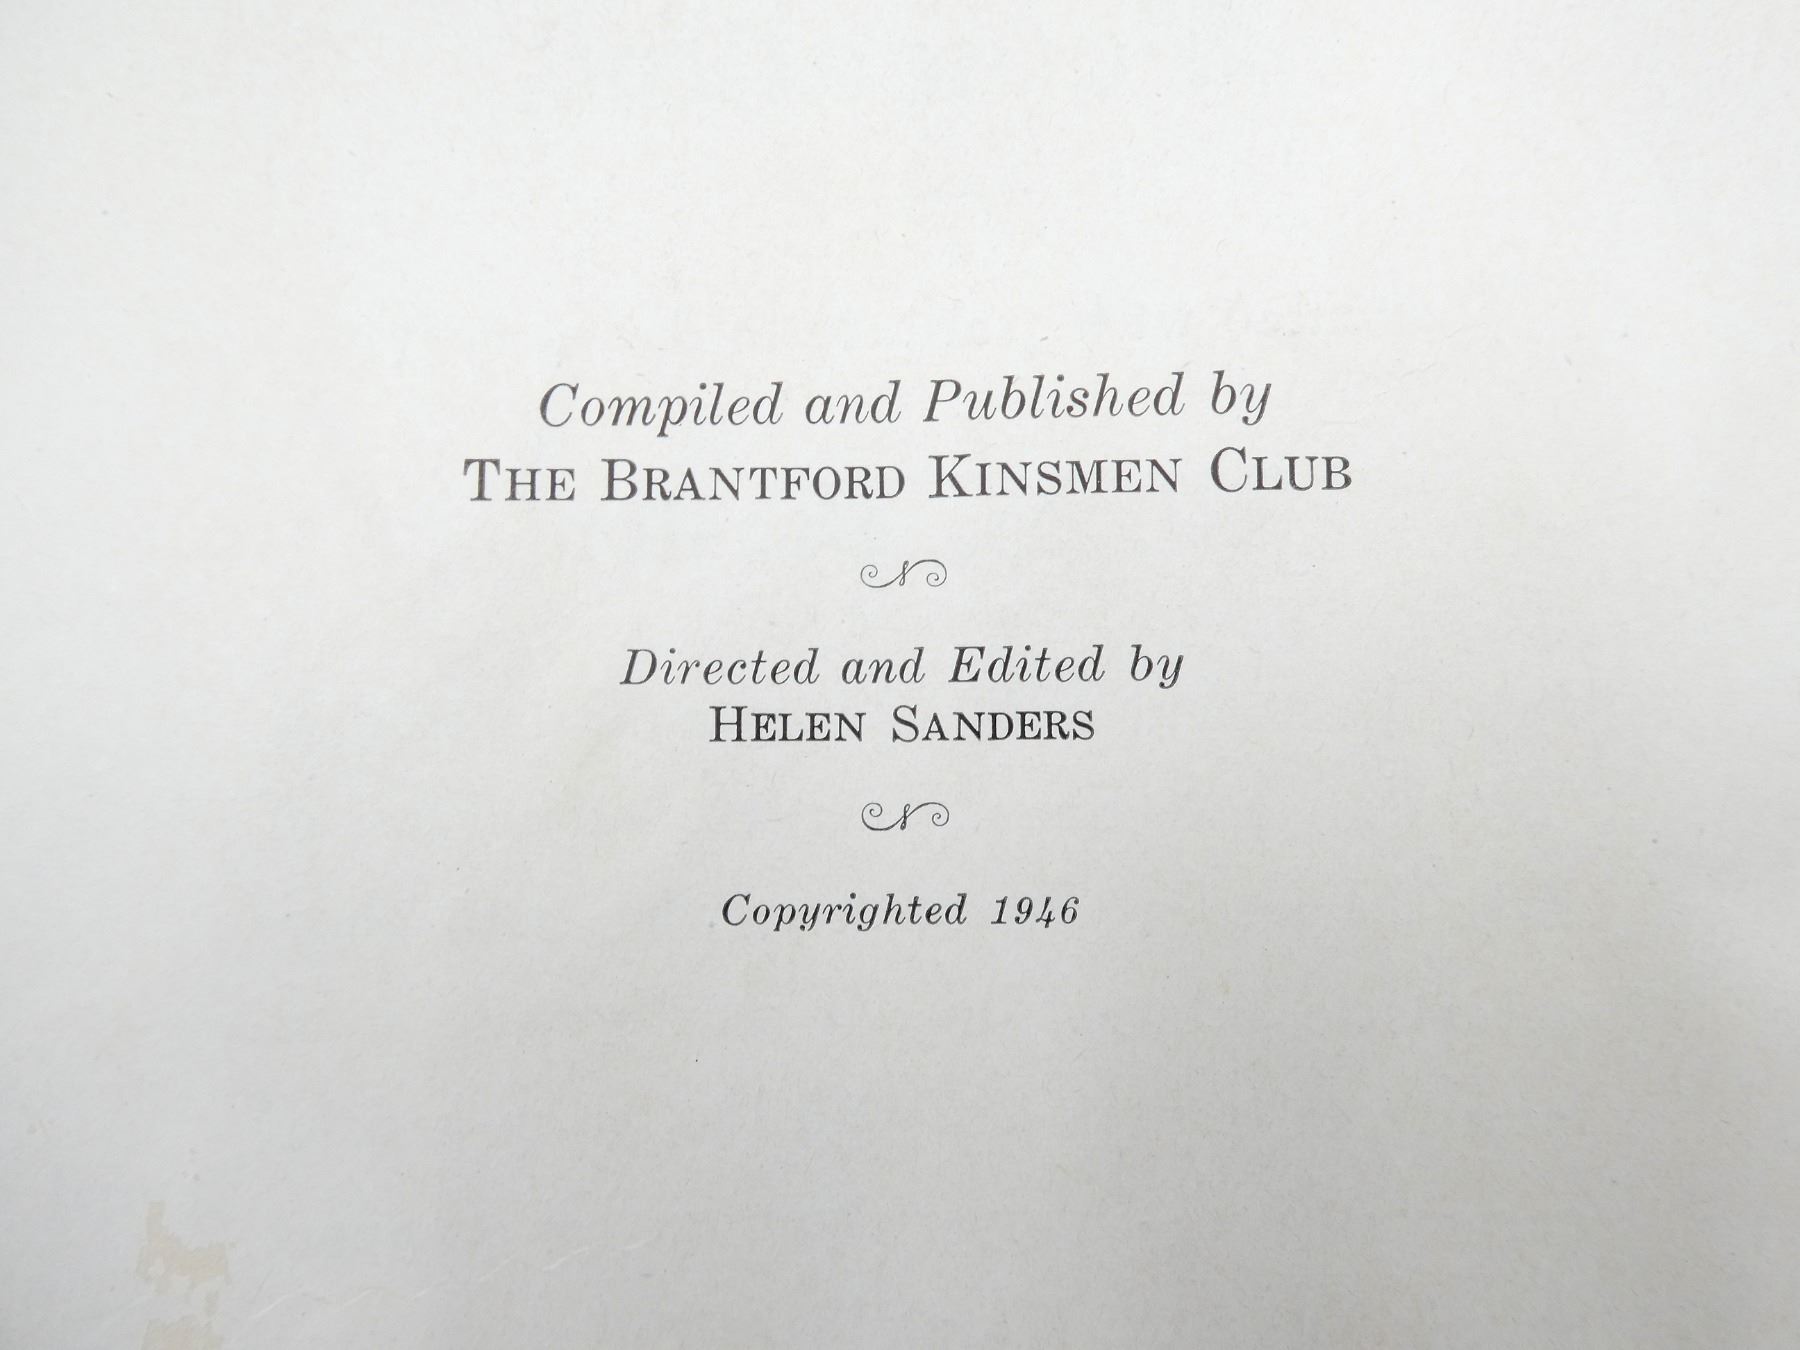 Compiled and Published by
THE BRANTFORD KINSMEN CLUB
Directed and Edited by
HELEN SANDERS
Copyrighted 1946